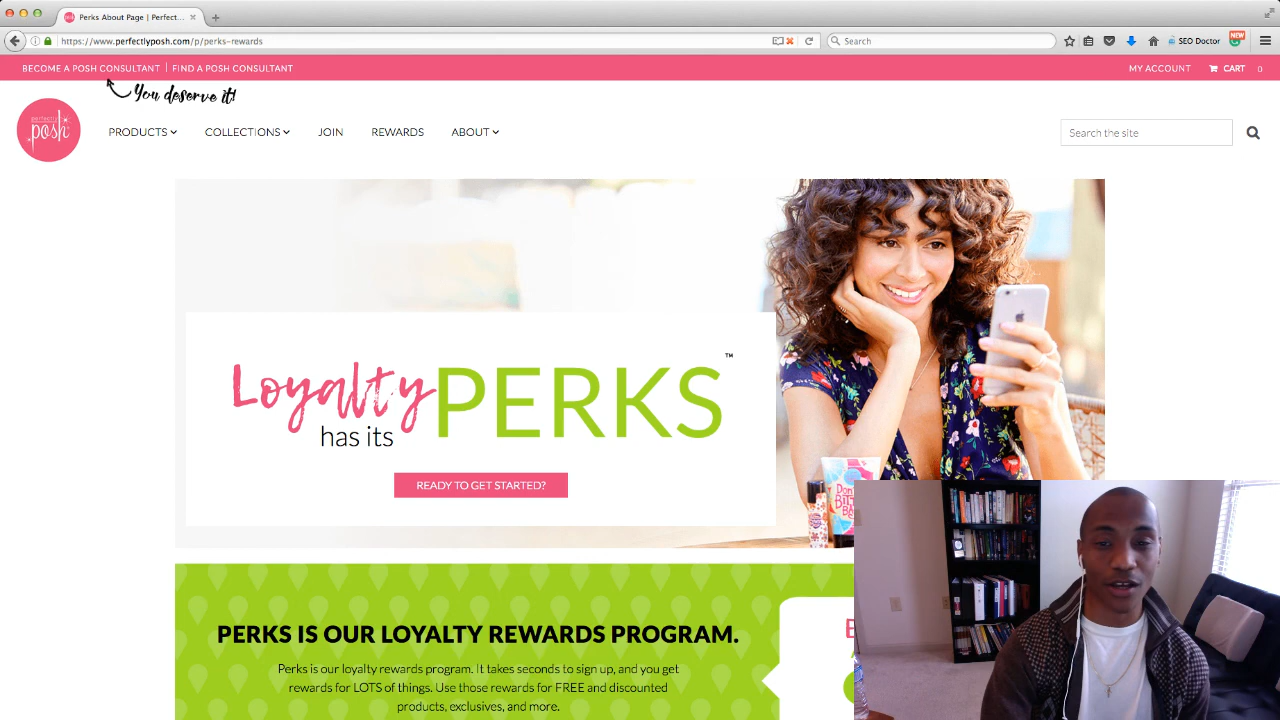 Perks About Page | Perfect...
https://www.perfectlyposh.com/p/perks-rewards
Search
SEO Doctor
NEW
BECOME A POSH CONSULTANT | FIND A POSH CONSULTANT
MY ACCOUNT
CART 0
You deserve it!
perfectly
posh
PRODUCTS
COLLECTIONS
JOIN
REWARDS
ABOUT
Search the site
Loyalty PERKS™
has its
READY TO GET STARTED?
Don
PERKS IS OUR LOYALTY REWARDS PROGRAM.
Perks is our loyalty rewards program. It takes seconds to sign up, and you get
rewards for LOTS of things. Use those rewards for FREE and discounted
products, exclusives, and more.